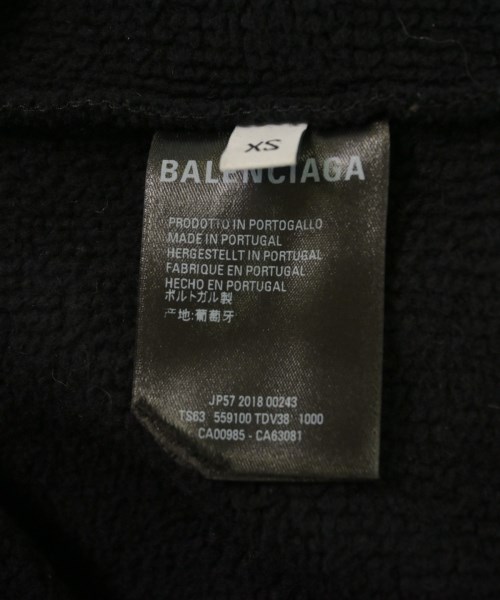 XS
BALENCIAGA
PRODOTTO IN PORTOGALLO
MADE IN PORTUGAL
HERGESTELLT IN PORTUGAL
FABRIQUE EN PORTUGAL
HECHO EN PORTUGAL
ポルトガル製
产地:葡萄牙
JP57 2018 00243
TS63 559100 TDV38 1000
CA00985 - CA63081